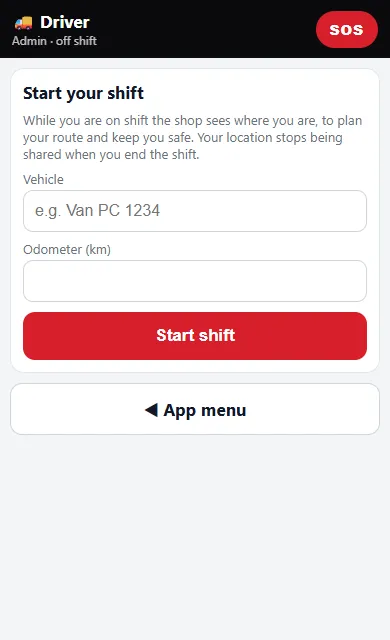 🚚 Driver
Admin · off shift
SOS
Start your shift
While you are on shift the shop sees where you are, to plan
your route and keep you safe. Your location stops being
shared when you end the shift.
Vehicle
e.g. Van PC 1234
Odometer (km)
Start shift
◀ App menu